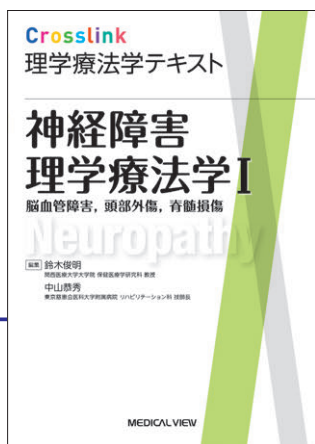 Crosslink
理学療法学テキスト
神経障害
理学療法学Ⅰ
脳血管障害，頭部外傷，脊髄損傷
Neuropathy
編集 鈴木俊明
関西医療大学大学院 保健医療学研究科 教授
中山恭秀
東京慈恵会医科大学附属病院 リハビリテーション科 技師長
MEDICAL VIEW